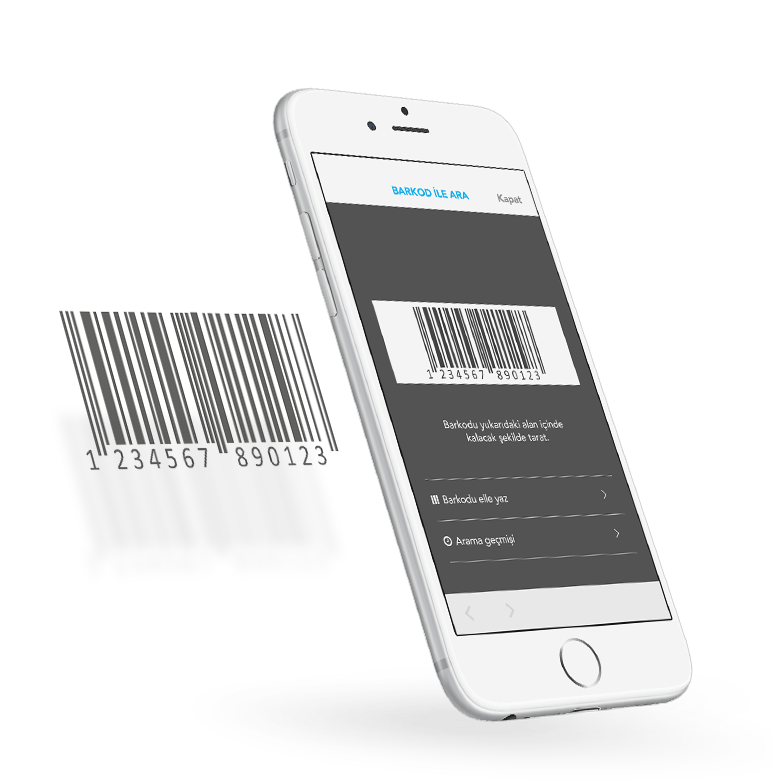 BARKOD İLE ARA
Kapat
1 234567 890123
Barkodu yukarıdaki alan içinde
kalacak şekilde tarat.
Barkodu elle yaz
Arama geçmişi
1 234567 890123